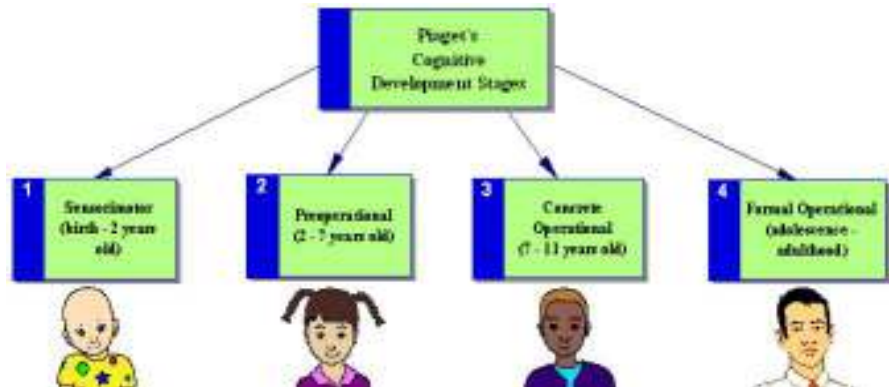 Piaget's
Cognitive
Development Stages
1
Sensorimotor
(birth - 2 years
old)
2
Preoperational
(2 - 7 years old)
3
Concrete
Operational
(7 - 11 years old)
4
Formal Operational
(adolescence -
adulthood)